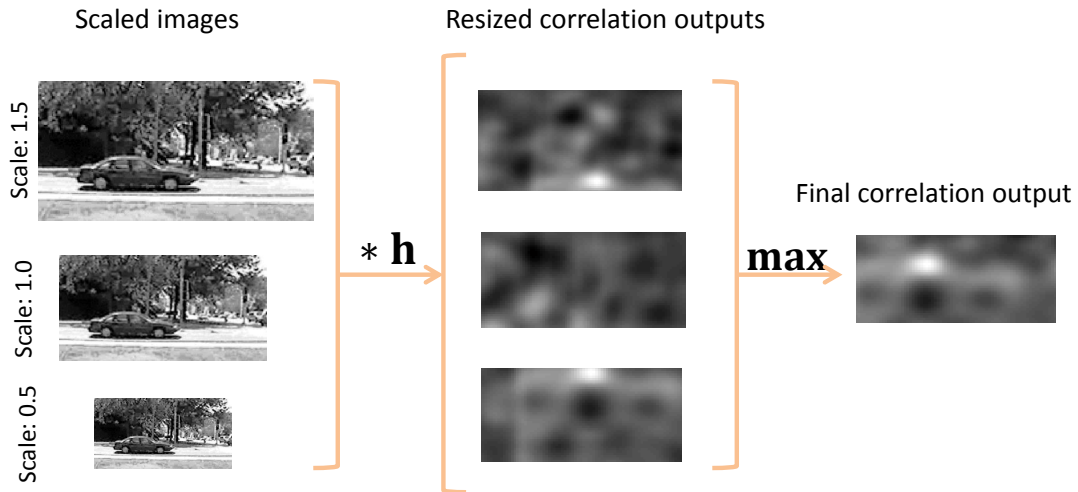 Scaled images
Resized correlation outputs
Scale: 1.5
Scale: 1.0
Scale: 0.5
* h
max
Final correlation output